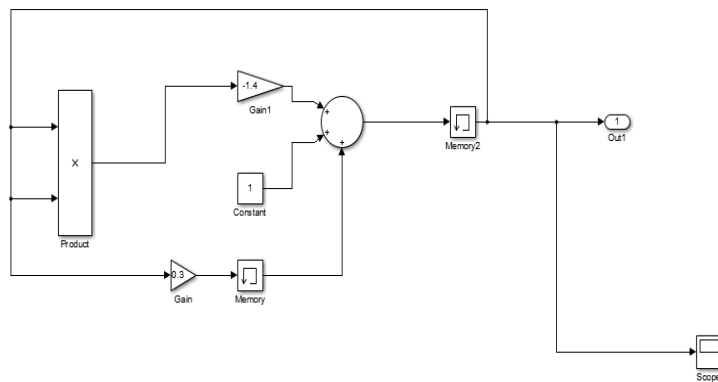 -1.4
Gain1
+
+
+
1
Constant
X
Product
0.3
Gain
Memory
Memory2
1
Out1
Scope